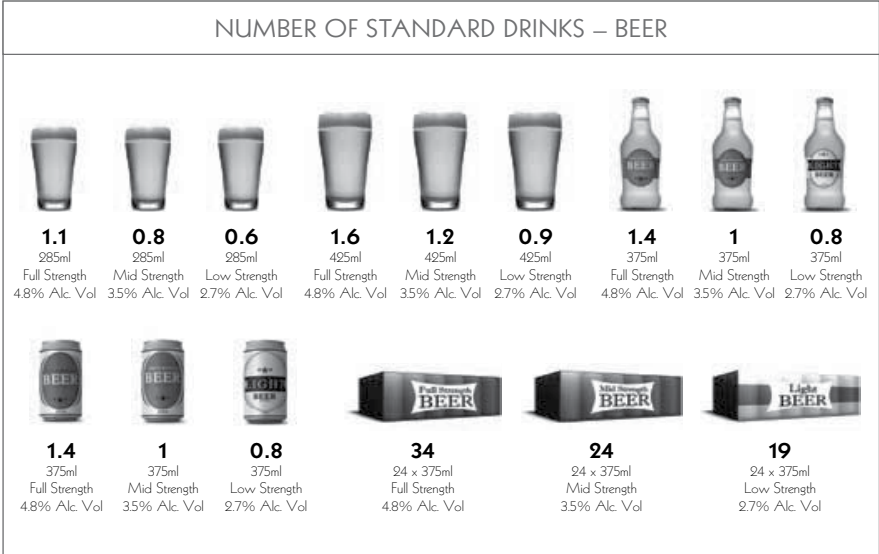 NUMBER OF STANDARD DRINKS – BEER
BEER
BEER
LIGHT
BEER
1.1
285ml
Full Strength
4.8% Alc. Vol
0.8
285ml
Mid Strength
3.5% Alc. Vol
0.6
285ml
Low Strength
2.7% Alc. Vol
1.6
425ml
Full Strength
4.8% Alc. Vol
1.2
425ml
Mid Strength
3.5% Alc. Vol
0.9
425ml
Low Strength
2.7% Alc. Vol
1.4
375ml
Full Strength
4.8% Alc. Vol
1
375ml
Mid Strength
3.5% Alc. Vol
0.8
375ml
Low Strength
2.7% Alc. Vol
BEER
BEER
LIGHT
BEER
Full Strength
BEER
Mid Strength
BEER
Light
BEER
1.4
375ml
Full Strength
4.8% Alc. Vol
1
375ml
Mid Strength
3.5% Alc. Vol
0.8
375ml
Low Strength
2.7% Alc. Vol
34
24 x 375ml
Full Strength
4.8% Alc. Vol
24
24 x 375ml
Mid Strength
3.5% Alc. Vol
19
24 x 375ml
Low Strength
2.7% Alc. Vol